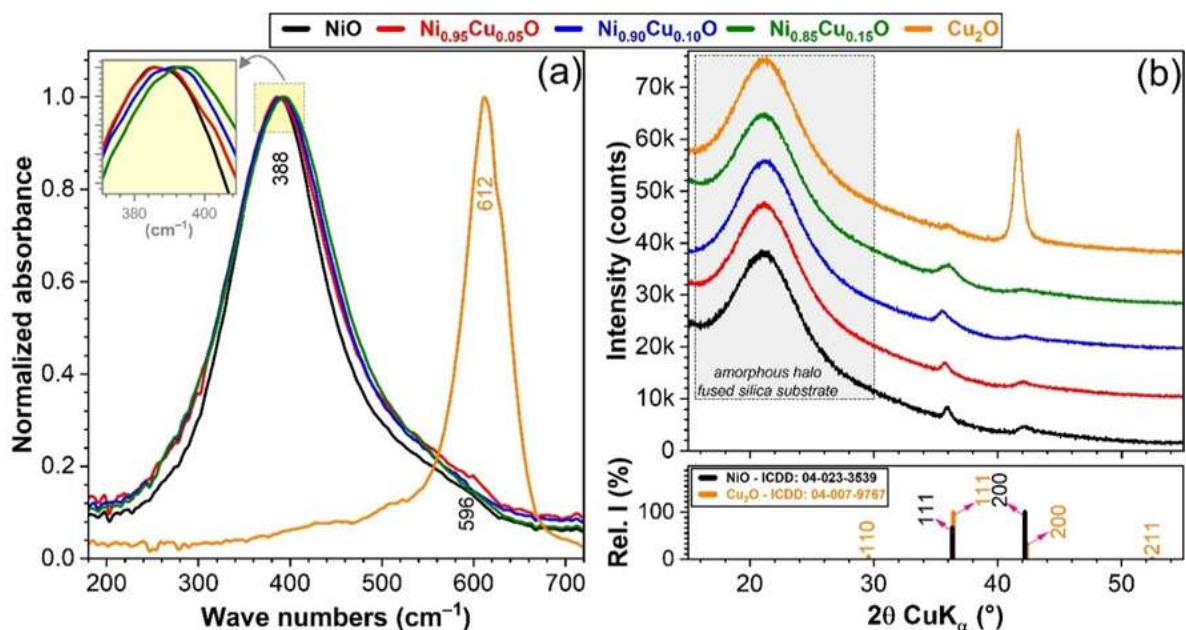 NiO Ni₀.₉₅Cu₀.₀₅O Ni₀.₉₀Cu₀.₁₀O Ni₀.₈₅Cu₀.₁₅O Cu₂O
(a)
1.0
0.8
0.6
0.4
0.2
0.0
Normalized absorbance
380 400
(cm⁻¹)
388
612
596
200 300 400 500 600 700
Wave numbers (cm⁻¹)
(b)
70k
60k
50k
40k
30k
20k
10k
0
Intensity (counts)
amorphous halo
fused silica substrate
NiO - ICDD: 04-023-3539
Cu₂O - ICDD: 04-007-9767
100
0
Rel. I (%)
110
111
111
200
200
211
20 30 40 50
2θ CuKα (°)